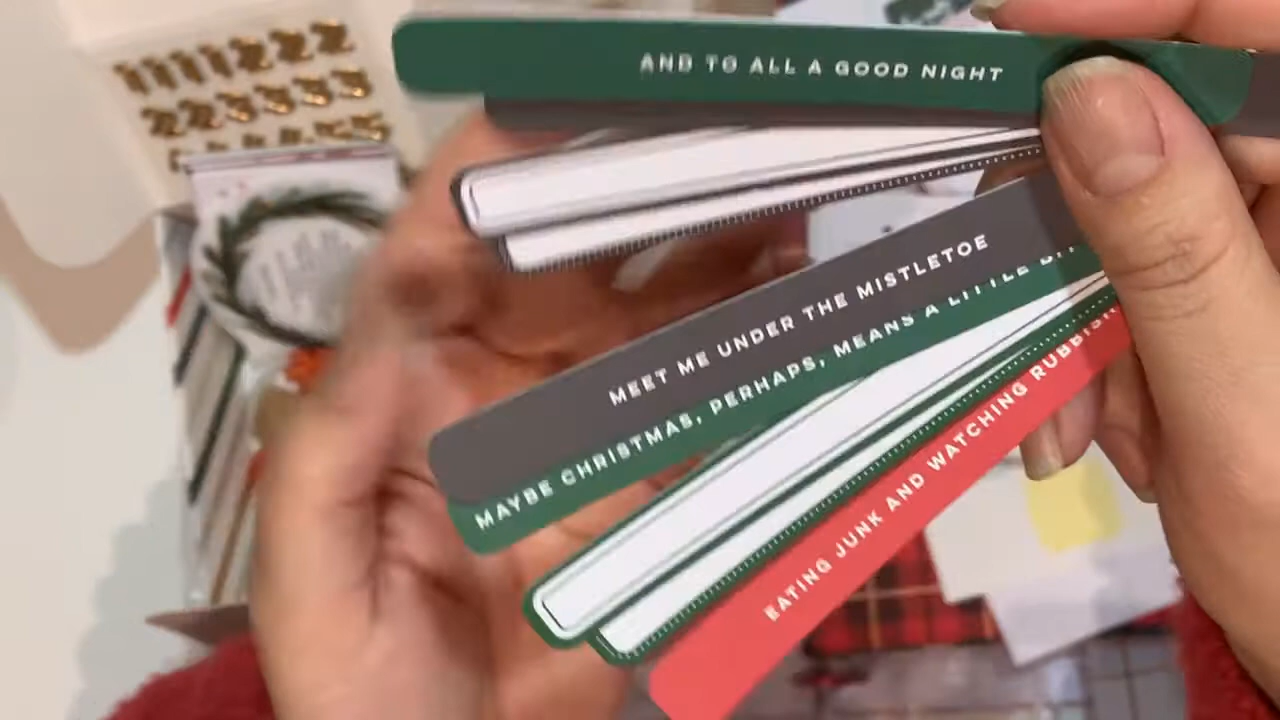 AND TO ALL A GOOD NIGHT
MEET ME UNDER THE MISTLETOE
MAYBE CHRISTMAS, PERHAPS, MEANS A LITTLE
EATING JUNK AND WATCHING RUBBISH